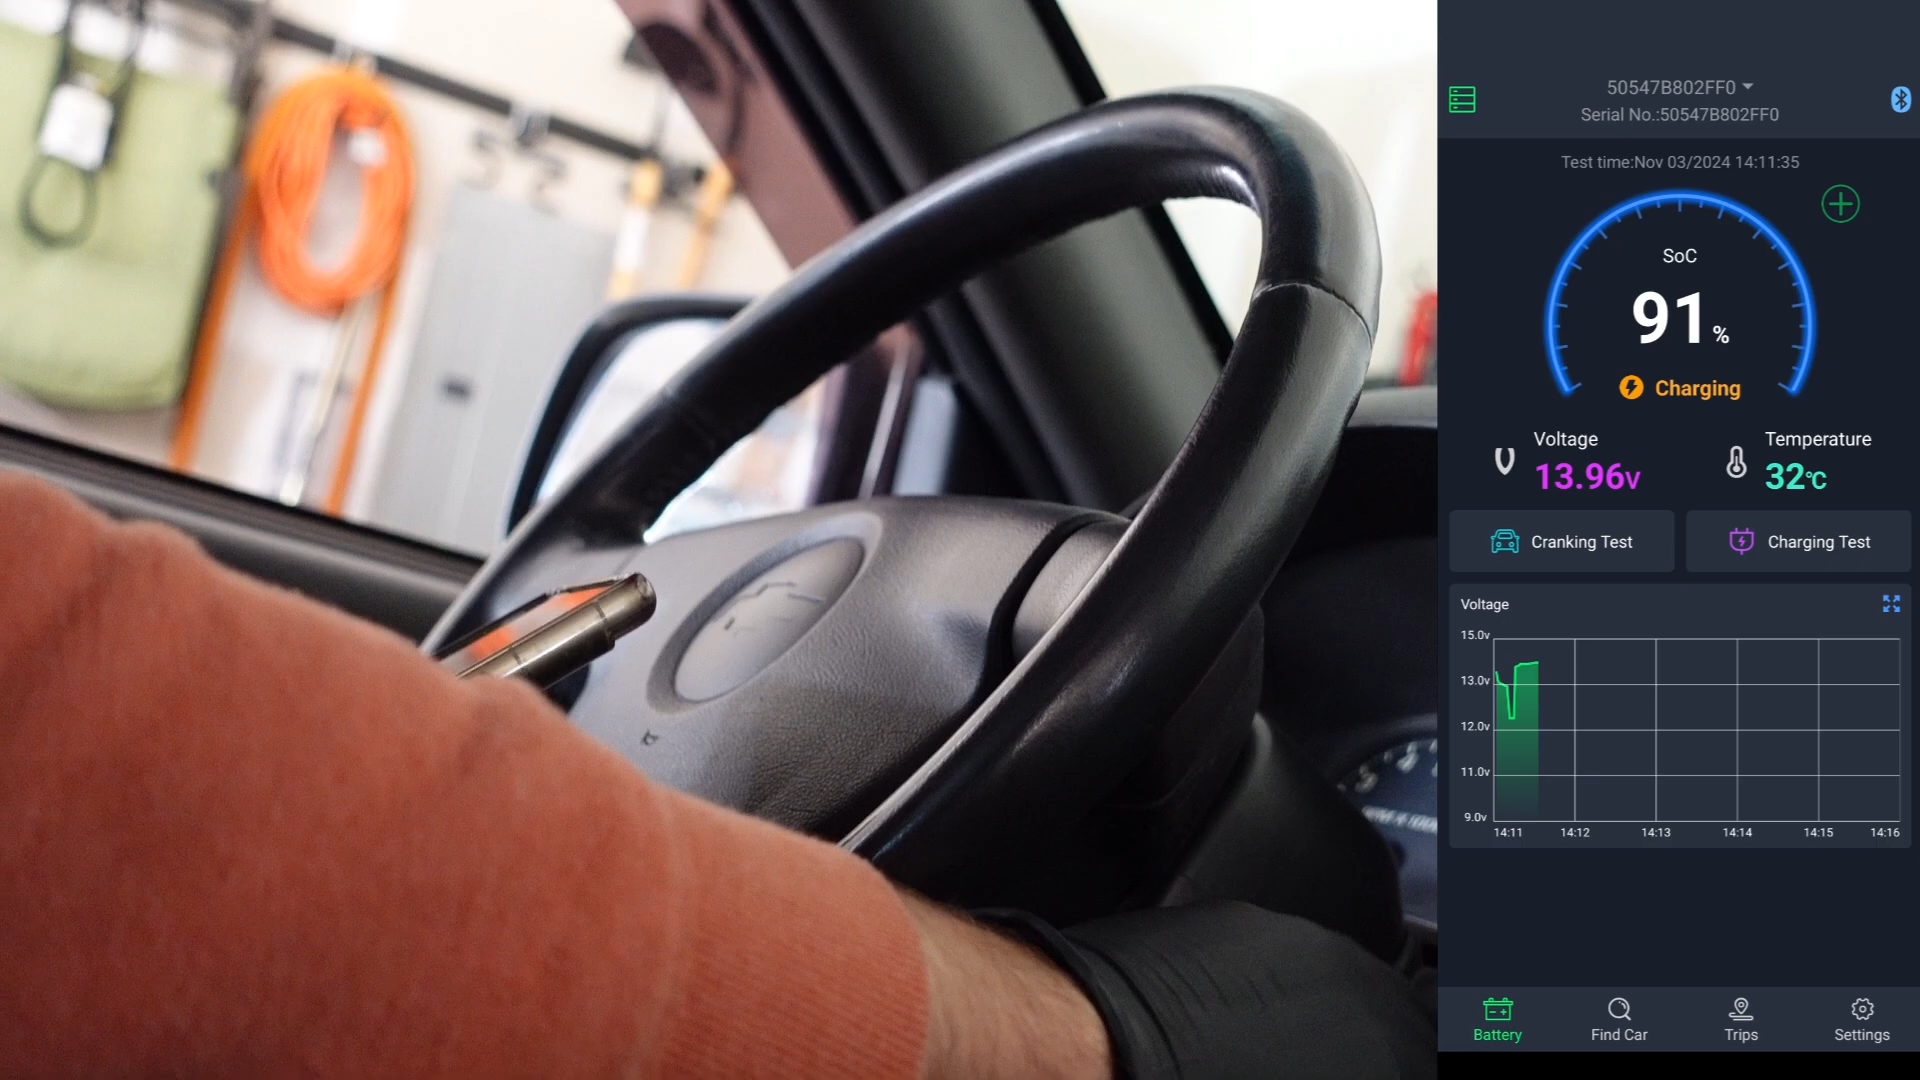 50547B802FF0
Serial No.:50547B802FF0
Test time:Nov 03/2024 14:11:35
SoC
91%
Charging
Voltage
13.96V
Temperature
32℃
Cranking Test
Charging Test
Voltage
15.0v
13.0v
12.0v
11.0v
9.0v
14:11 14:12 14:13 14:14 14:15 14:16
Battery Find Car Trips Settings